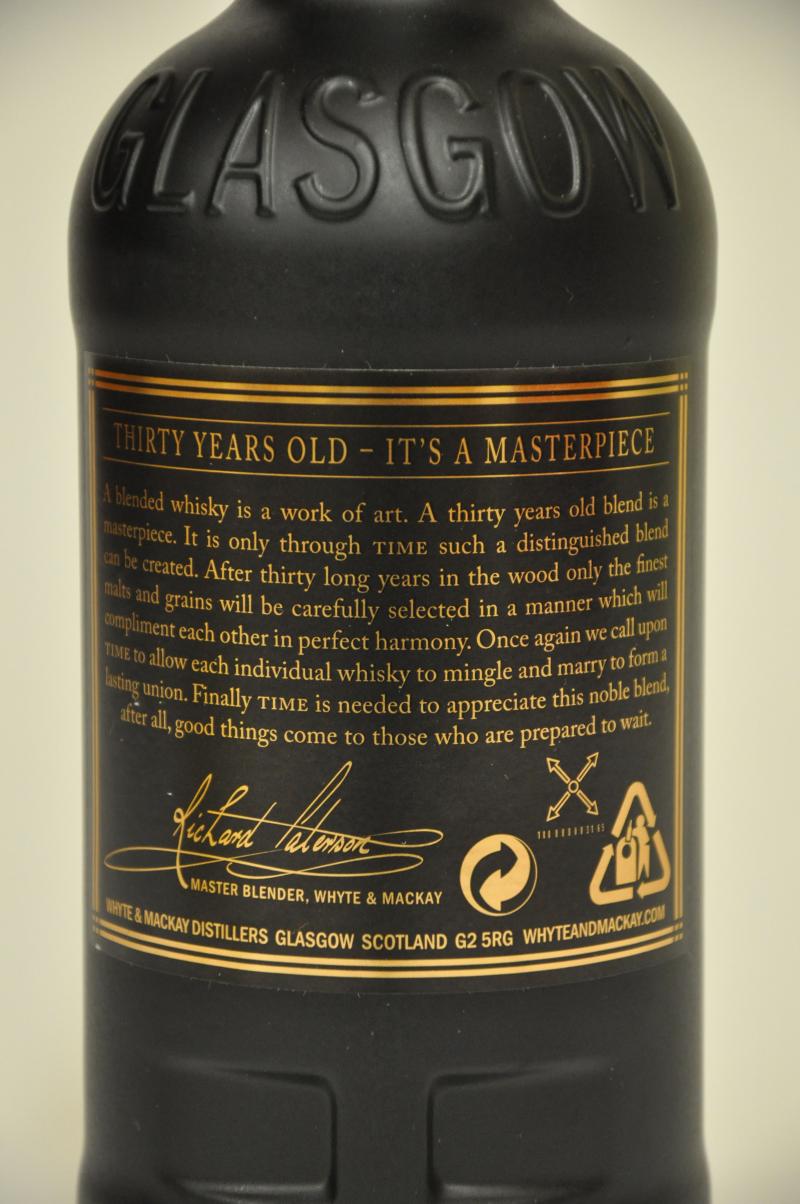 GLASGOW
THIRTY YEARS OLD – IT'S A MASTERPIECE
A blended whisky is a work of art. A thirty years old blend is a
masterpiece. It is only through TIME such a distinguished blend
can be created. After thirty long years in the wood only the finest
malts and grains will be carefully selected in a manner which will
compliment each other in perfect harmony. Once again we call upon
TIME to allow each individual whisky to mingle and marry to form a
lasting union. Finally TIME is needed to appreciate this noble blend,
after all, good things come to those who are prepared to wait.
Richard Paterson
MASTER BLENDER, WHYTE & MACKAY
WHYTE & MACKAY DISTILLERS GLASGOW SCOTLAND G2 5RG WHYTEANDMACKAY.COM